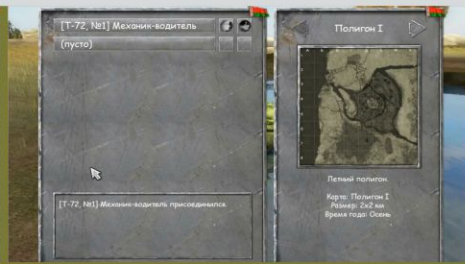 [Т-72, №1] Механик-водитель
(пусто)
[Т-72, №1] Механик-водитель присоединился
Полигон I
Летний полигон
Карта: Полигон I
Размер: 2х2 км
Время года: Осень